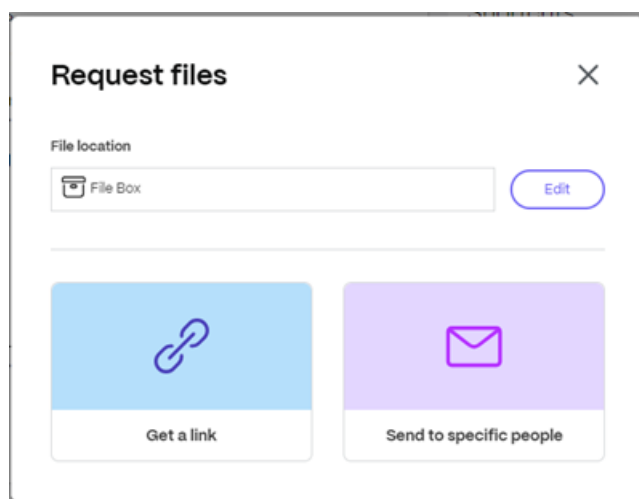 Request files
File location
File Box
Edit
Get a link
Send to specific people